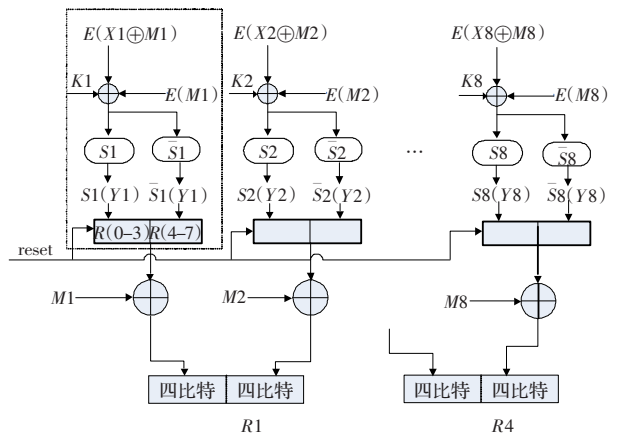 E(X1⊕M1) E(X2⊕M2) E(X8⊕M8)
K1 E(M1) K2 E(M2) K8 E(M8)
S1 S̅1 S2 S̅2 … S8 S̅8
S1(Y1) S̅1(Y1) S2(Y2) S̅2(Y2) S8(Y8) S̅8(Y8)
R(0–3) R(4–7)
reset
M1 M2 M8
四比特 四比特 四比特 四比特
R1 R4